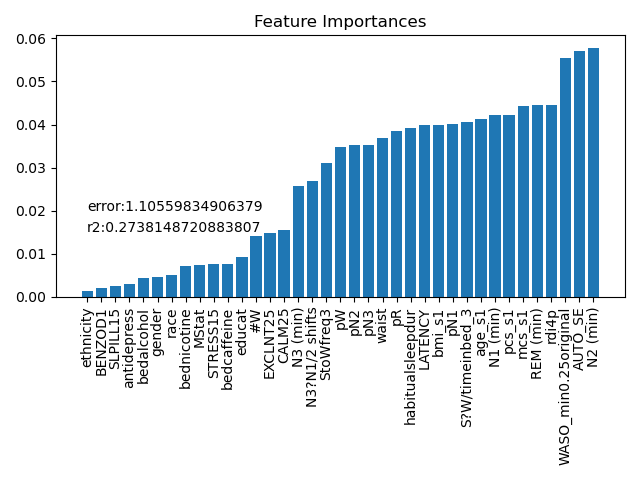 Feature Importances
0.06
0.05
0.04
0.03
0.02
0.01
0.00
error:1.10559834906379
r2:0.2738148720883807
ethnicity
BENZOD1
SLPILL15
antidepress
bedalcohol
gender
race
bednicotine
MStat
STRESS15
bedcaffeine
educat
#W
EXCLNT25
CALM25
N3 (min)
N3?N1/2 shifts
StoWfreq3
pW
pN2
pN3
waist
pR
habitualsleepdur
LATENCY
bmi_s1
pN1
S?W/timeinbed_3
age_s1
N1 (min)
pcs_s1
mcs_s1
REM (min)
rdi4p
WASO_min0.25original
AUTO_SE
N2 (min)